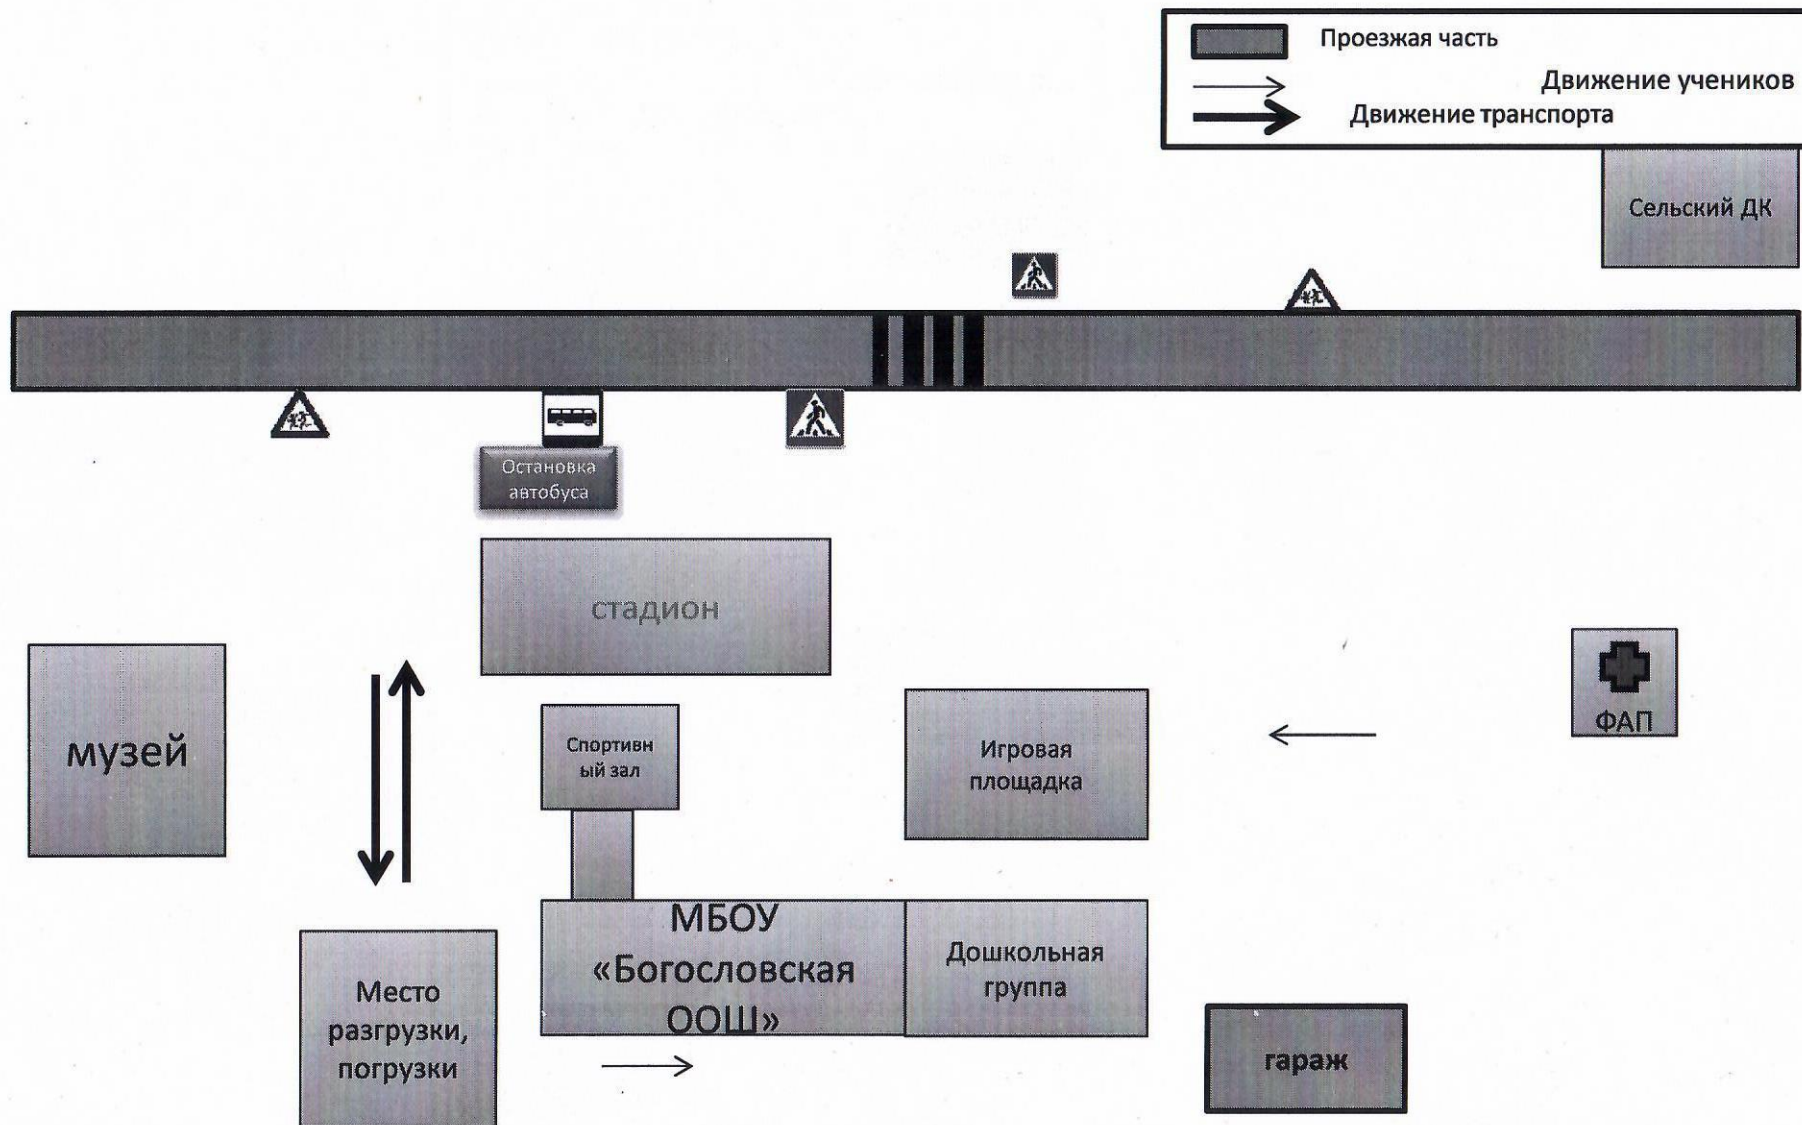 Проезжая часть
Движение учеников
Движение транспорта
Сельский ДК
Остановка
автобуса
стадион
музей
Спортивн
ый зал
Игровая
площадка
ФАП
МБОУ
«Богословская
ООШ»
Дошкольная
группа
Место
разгрузки,
погрузки
гараж